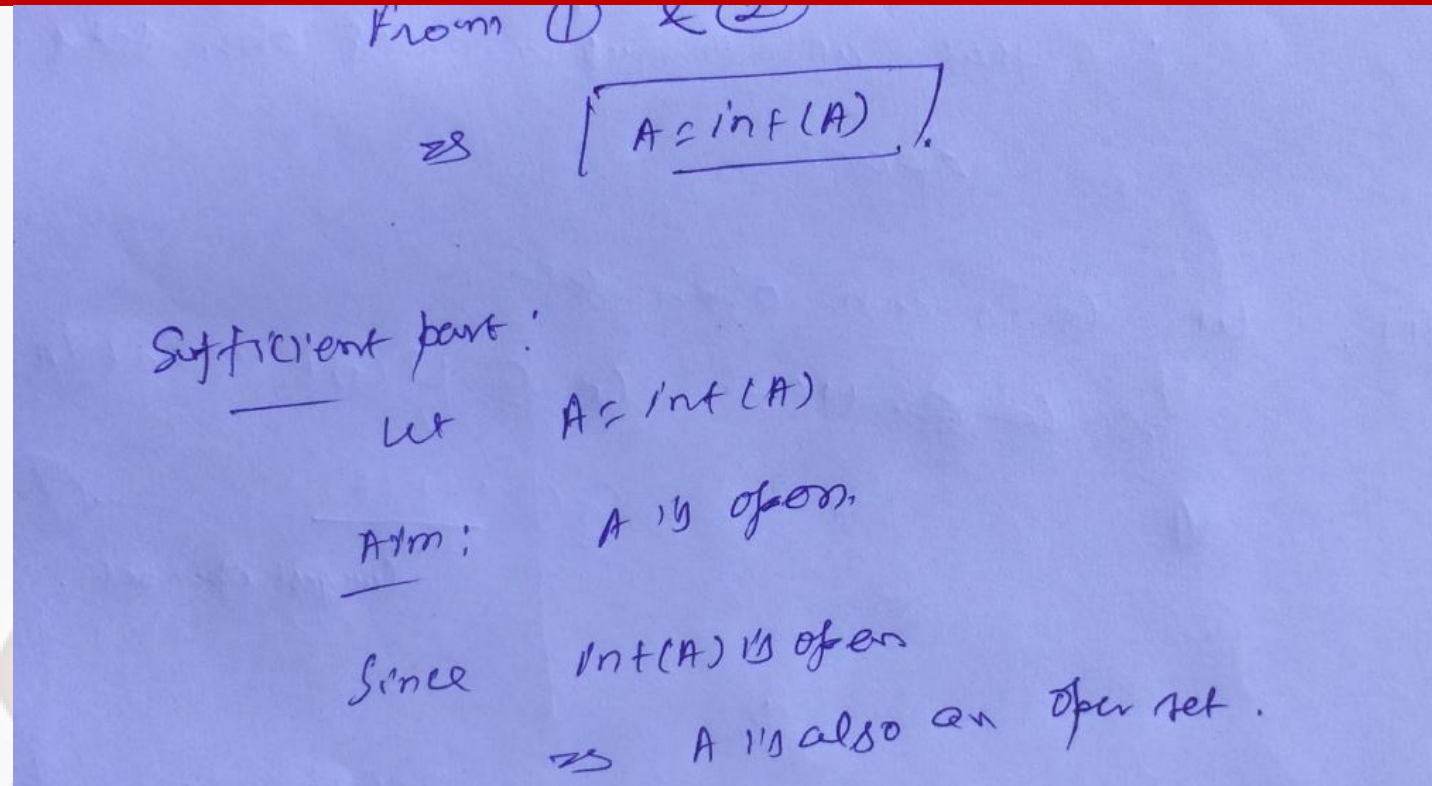 From ① & ②
⇒ A = int(A).
Sufficient part:
let A = int(A)
Aim: A is open.
Since int(A) is open
⇒ A is also an open set.